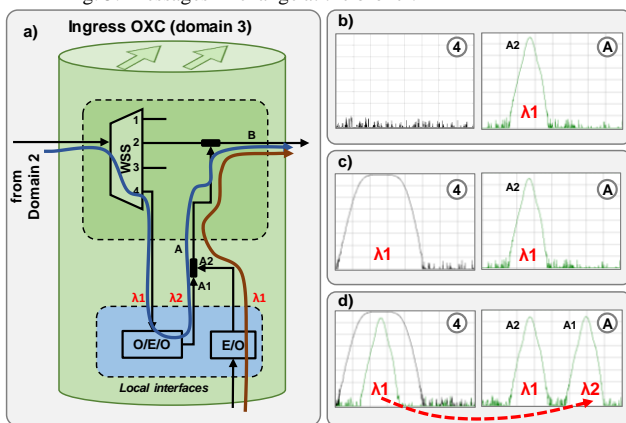 a)
Ingress OXC (domain 3)
from
Domain 2
WSS
1
2
3
4
B
A
A2
A1
λ1
λ2
λ1
O/E/O
E/O
Local interfaces
b)
4
A2
λ1
A
c)
λ1
4
A2
λ1
A
d)
λ1
4
A2
A1
λ1
λ2
A